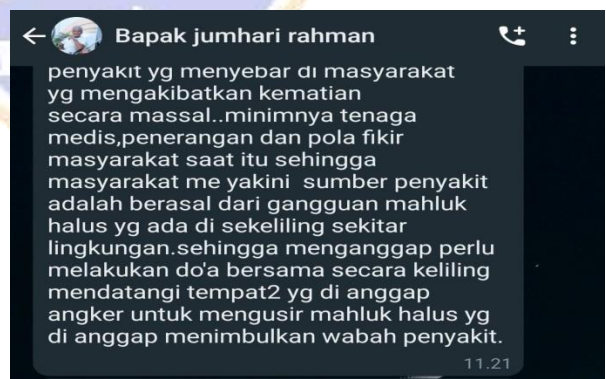 Bapak jumhari rahman
penyakit yg menyebar di masyarakat
yg mengakibatkan kematian
secara massal..minimnya tenaga
medis,penerangan dan pola fikir
masyarakat saat itu sehingga
masyarakat me yakini sumber penyakit
adalah berasal dari gangguan mahluk
halus yg ada di sekeliling sekitar
lingkungan.sehingga menganggap perlu
melakukan do'a bersama secara keliling
mendatangi tempat2 yg di anggap
angker untuk mengusir mahluk halus yg
di anggap menimbulkan wabah penyakit.
11.21